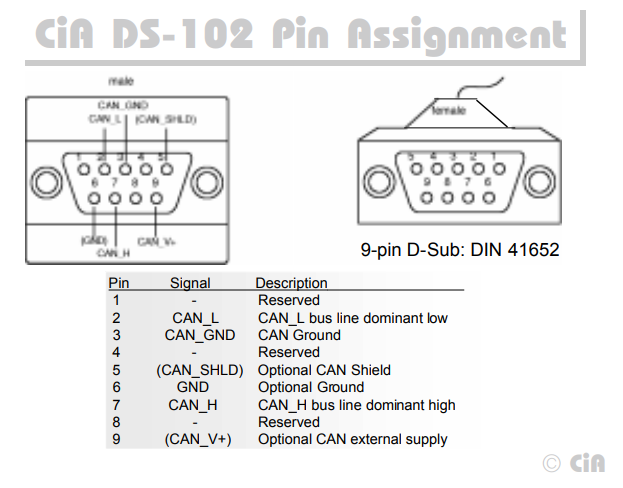 CiA DS-102 Pin Assignment
male
CAN_GND
CAN_L (CAN_SHLD)
1 2 3 4 5
6 7 8 9
(GND) CAN_V+
CAN_H
female
5 4 3 2 1
9 8 7 6
9-pin D-Sub: DIN 41652
Pin Signal Description
1 - Reserved
2 CAN_L CAN_L bus line dominant low
3 CAN_GND CAN Ground
4 - Reserved
5 (CAN_SHLD) Optional CAN Shield
6 GND Optional Ground
7 CAN_H CAN_H bus line dominant high
8 - Reserved
9 (CAN_V+) Optional CAN external supply
© CiA